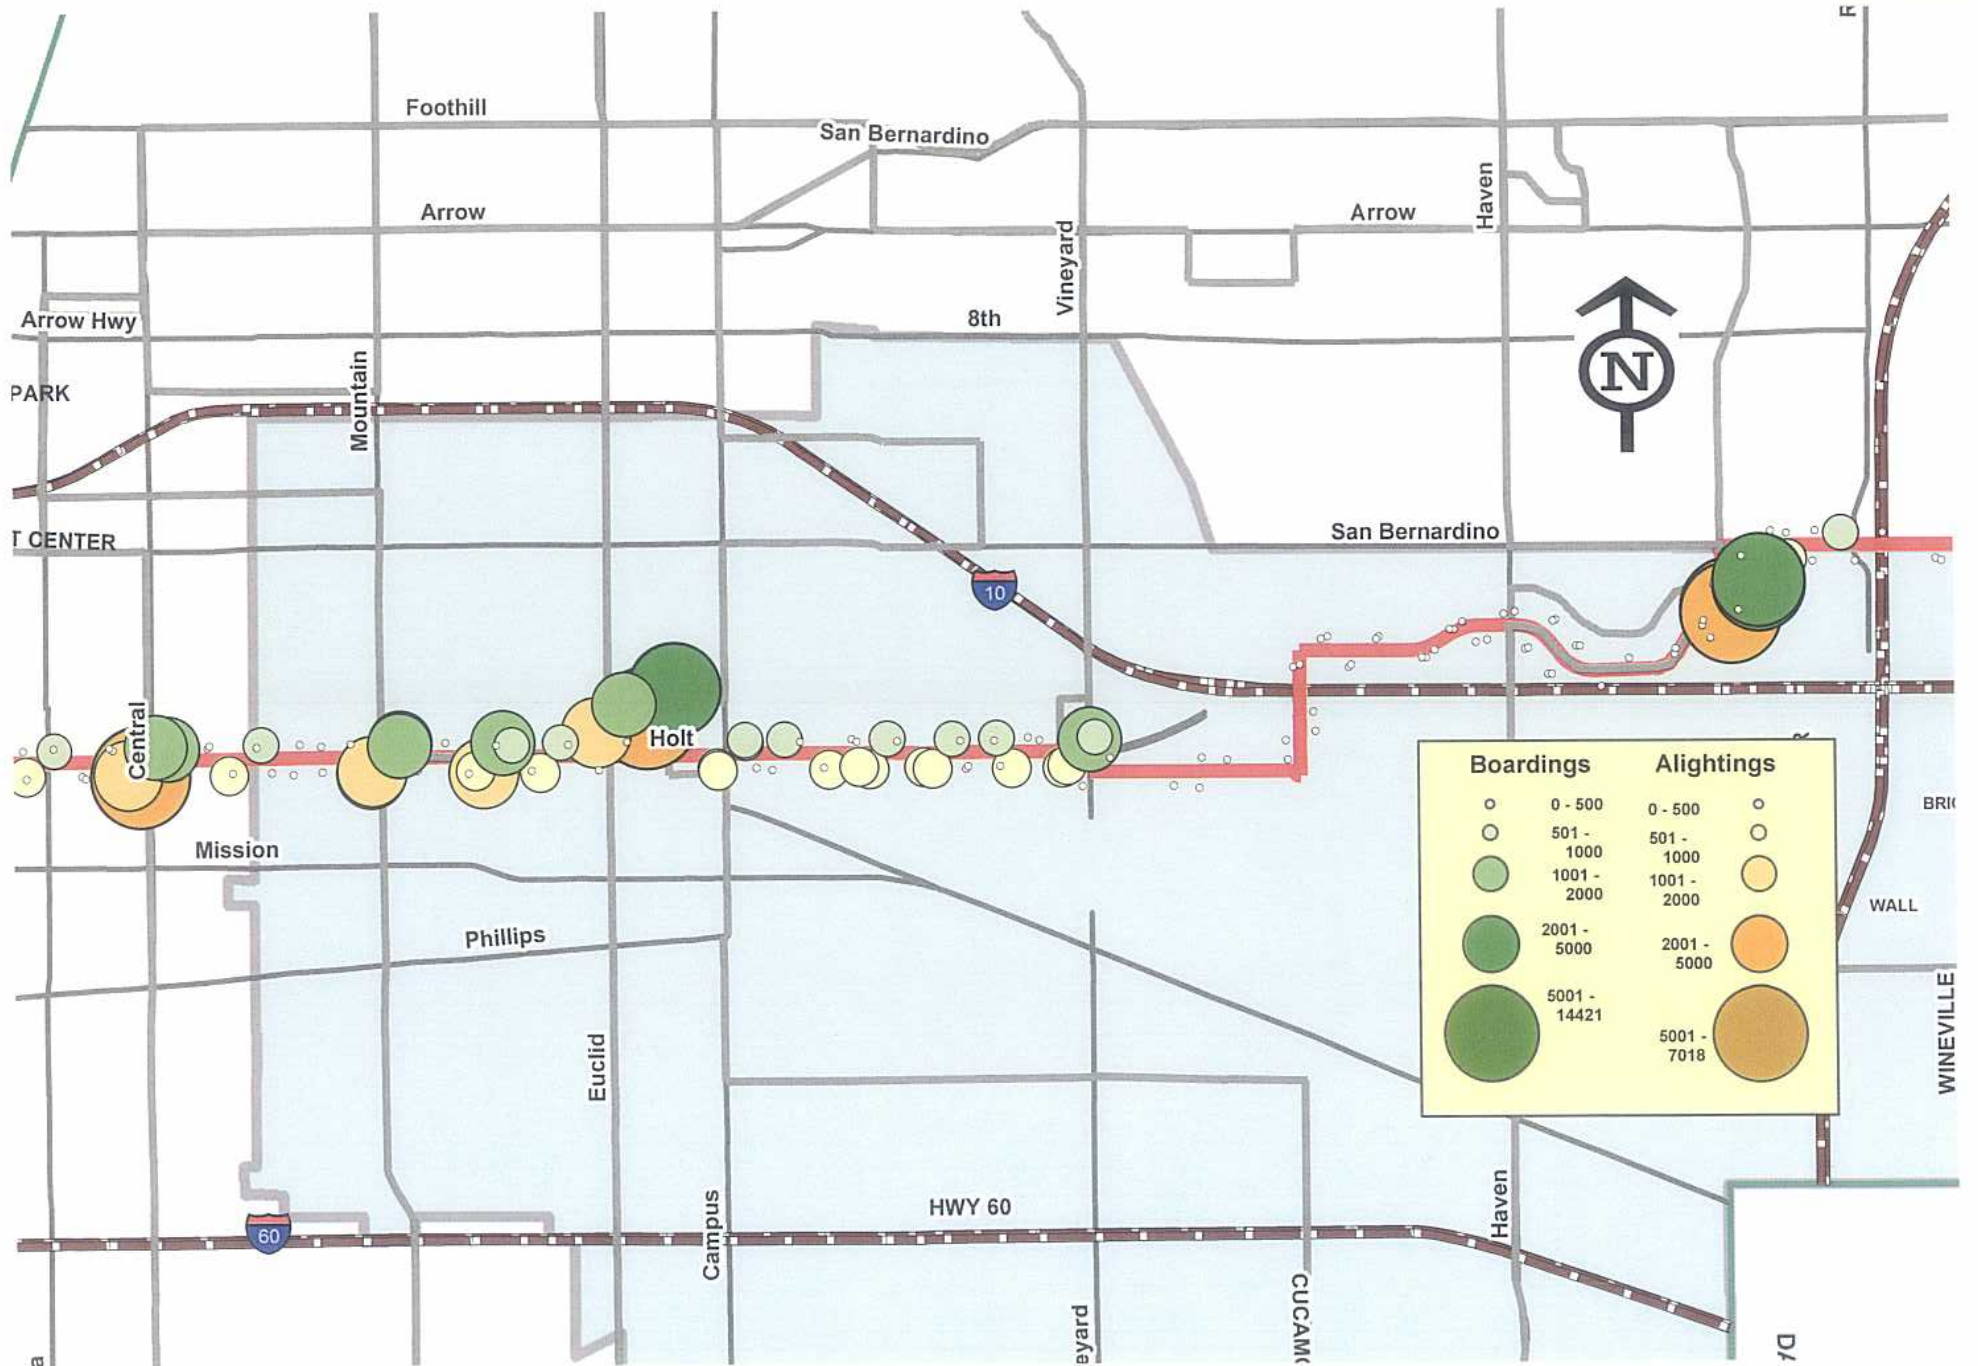 R
Foothill
San Bernardino
Haven
Arrow
Arrow
Vineyard
Arrow Hwy
8th
N
Mountain
PARK
T CENTER
San Bernardino
10
Central
Holt
R
Boardings Alightings
0 - 500 0 - 500
501 - 501 -
1000 1000
1001 - 1001 -
2000 2000
2001 - 2001 -
5000 5000
5001 - 5001 -
14421 7018
BRI
Mission
WALL
Phillips
WINEVILLE
Euclid
Campus
HWY 60
60
Haven
CUCAM
eyard
a